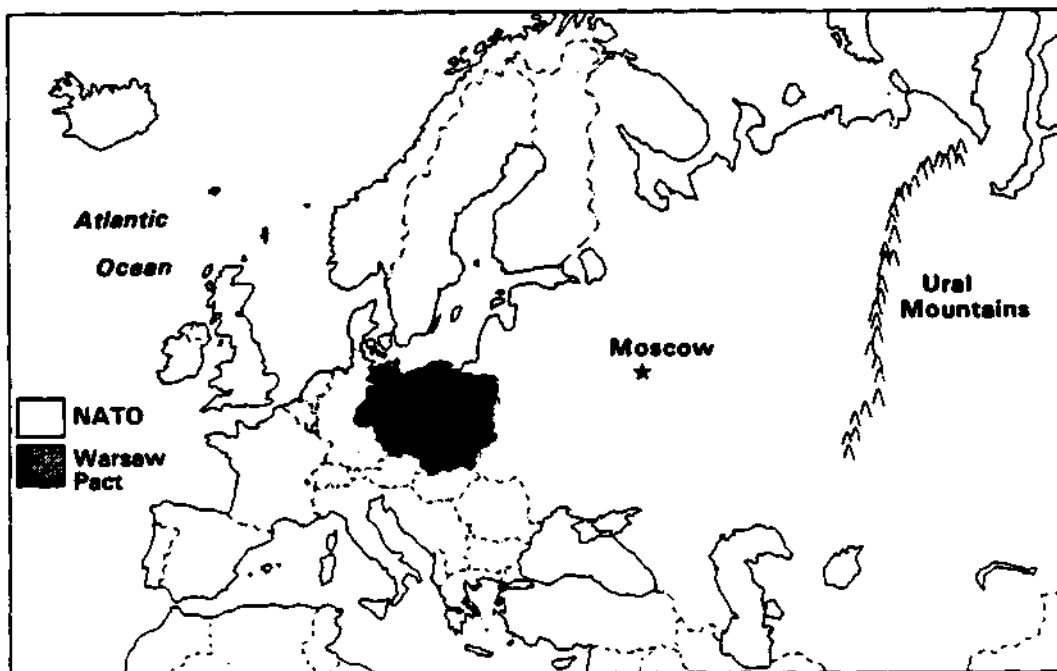 Atlantic
Ocean
Ural
Mountains
Moscow
NATO
Warsaw
Pact